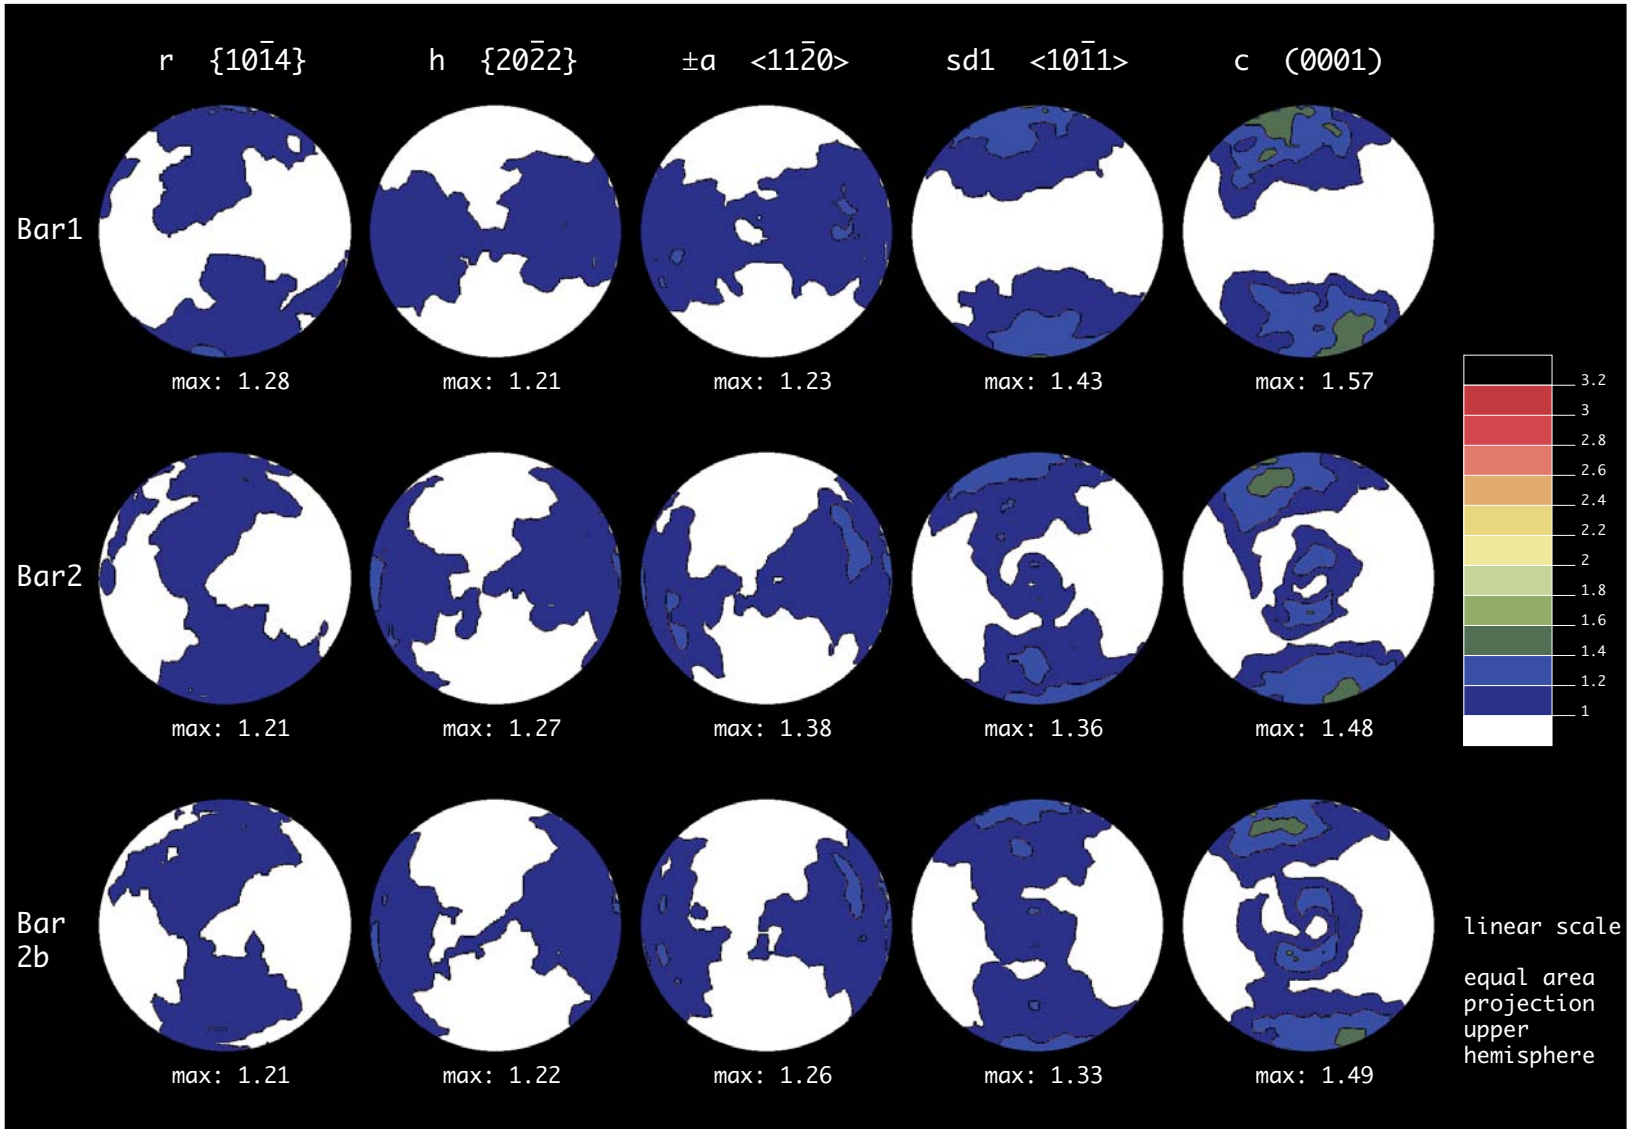 r {101̄4} h {202̄2} ±a <112̄0> sd1 <101̄1> c (0001)
Bar1
max: 1.28 max: 1.21 max: 1.23 max: 1.43 max: 1.57
Bar2
max: 1.21 max: 1.27 max: 1.38 max: 1.36 max: 1.48
Bar
2b
max: 1.21 max: 1.22 max: 1.26 max: 1.33 max: 1.49
3.2
3
2.8
2.6
2.4
2.2
2
1.8
1.6
1.4
1.2
1
linear scale
equal area
projection
upper
hemisphere